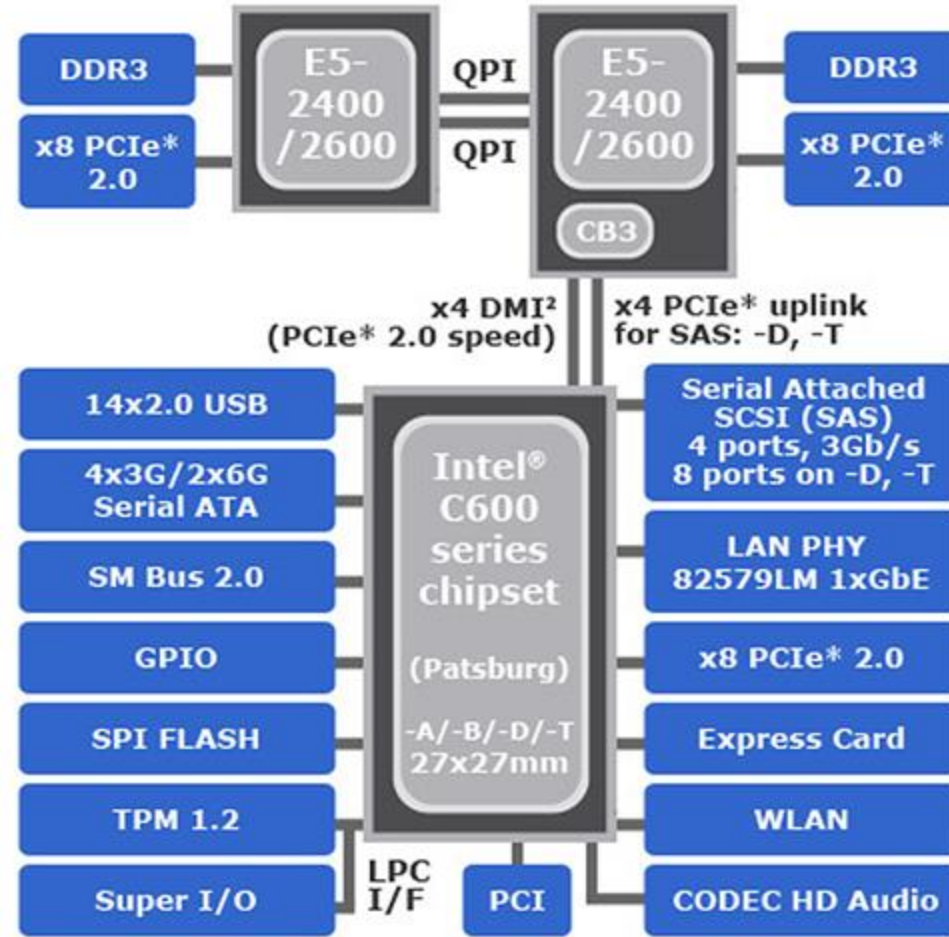 DDR3
x8 PCIe*
2.0
E5-
2400
/2600
QPI
QPI
E5-
2400
/2600
CB3
DDR3
x8 PCIe*
2.0
x4 DMI²
(PCIe* 2.0 speed)
x4 PCIe* uplink
for SAS: -D, -T
14x2.0 USB
4x3G/2x6G
Serial ATA
SM Bus 2.0
GPIO
SPI FLASH
TPM 1.2
Super I/O
LPC
I/F
Intel®
C600
series
chipset
(Patsburg)
-A/-B/-D/-T
27x27mm
PCI
Serial Attached
SCSI (SAS)
4 ports, 3Gb/s
8 ports on -D, -T
LAN PHY
82579LM 1xGbE
x8 PCIe* 2.0
Express Card
WLAN
CODEC HD Audio